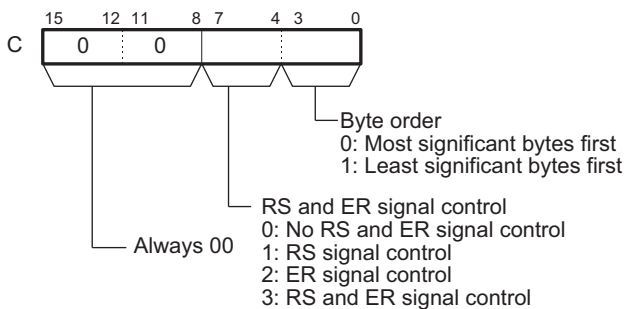 15 12 11 8 7 4 3 0
C 0 0
Byte order
0: Most significant bytes first
1: Least significant bytes first
RS and ER signal control
0: No RS and ER signal control
Always 00
1: RS signal control
2: ER signal control
3: RS and ER signal control